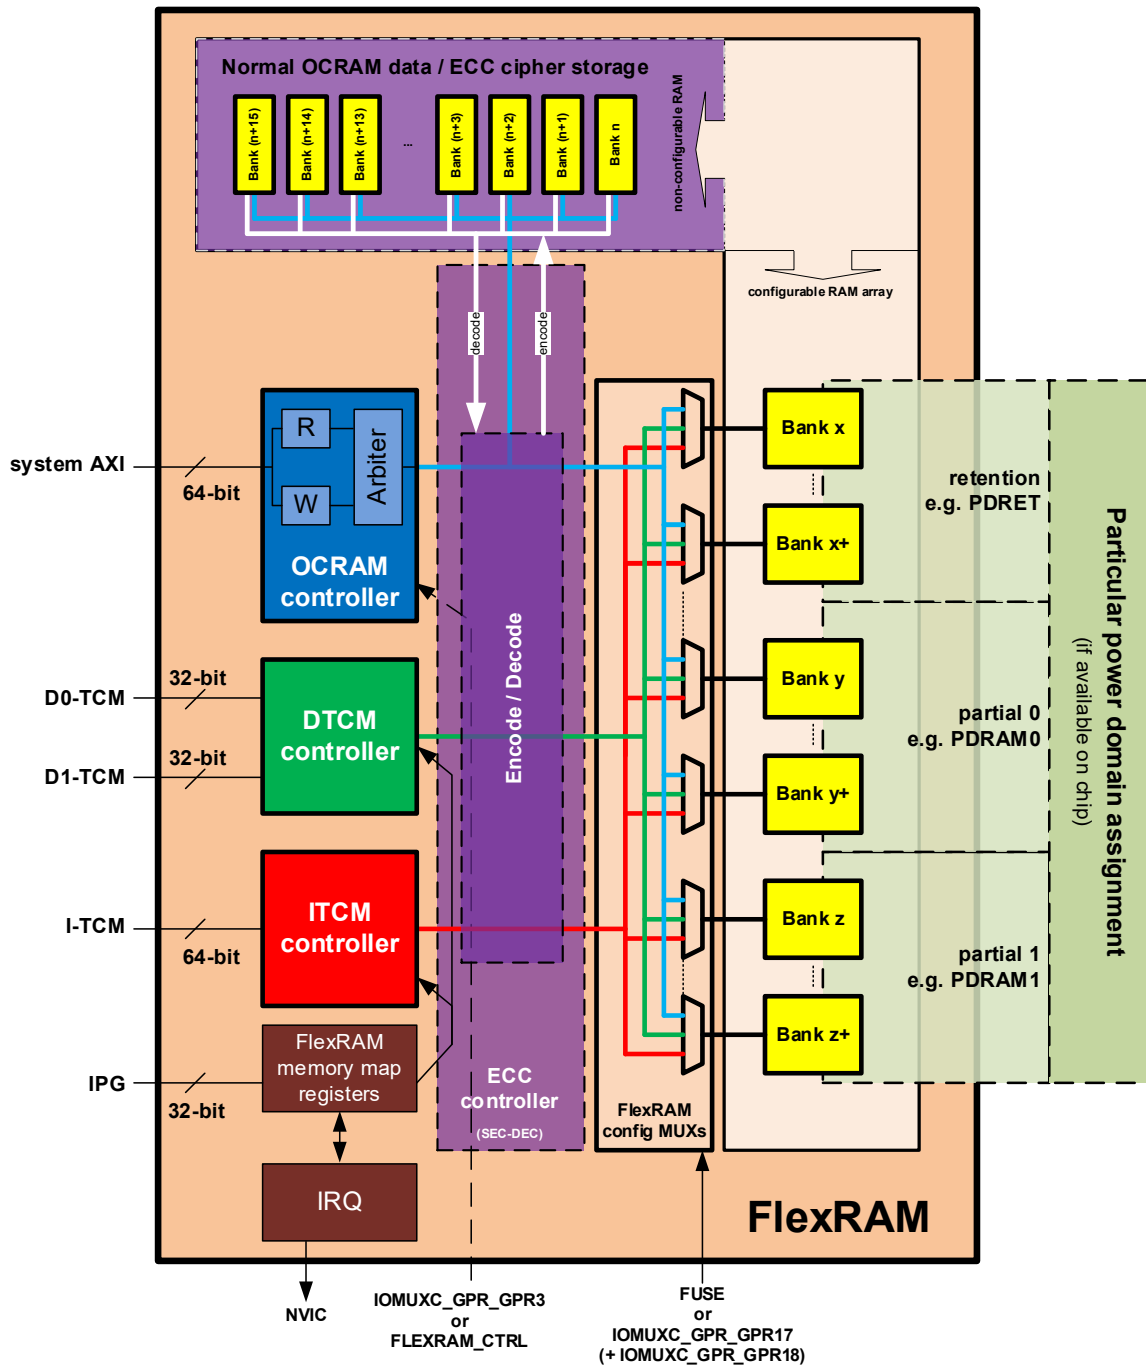 Normal OCRAM data / ECC cipher storage
Bank (n+15)
Bank (n+14)
Bank (n+13)
...
Bank (n+3)
Bank (n+2)
Bank (n+1)
Bank n
non-configurable RAM
configurable RAM array
decode
encode
system AXI
64-bit
R
W
Arbiter
OCRAM
controller
D0-TCM
32-bit
D1-TCM
32-bit
DTCM
controller
I-TCM
64-bit
ITCM
controller
IPG
32-bit
FlexRAM
memory map
registers
IRQ
NVIC
Encode / Decode
ECC
controller
(SEC-DEC)
IOMUXC_GPR_GPR3
or
FLEXRAM_CTRL
FlexRAM
config MUXs
FUSE
or
IOMUXC_GPR_GPR17
(+ IOMUXC_GPR_GPR18)
Bank x
Bank x+
Bank y
Bank y+
Bank z
Bank z+
retention
e.g. PDRET
partial 0
e.g. PDRAM0
partial 1
e.g. PDRAM1
Particular power domain assignment
(if available on chip)
FlexRAM